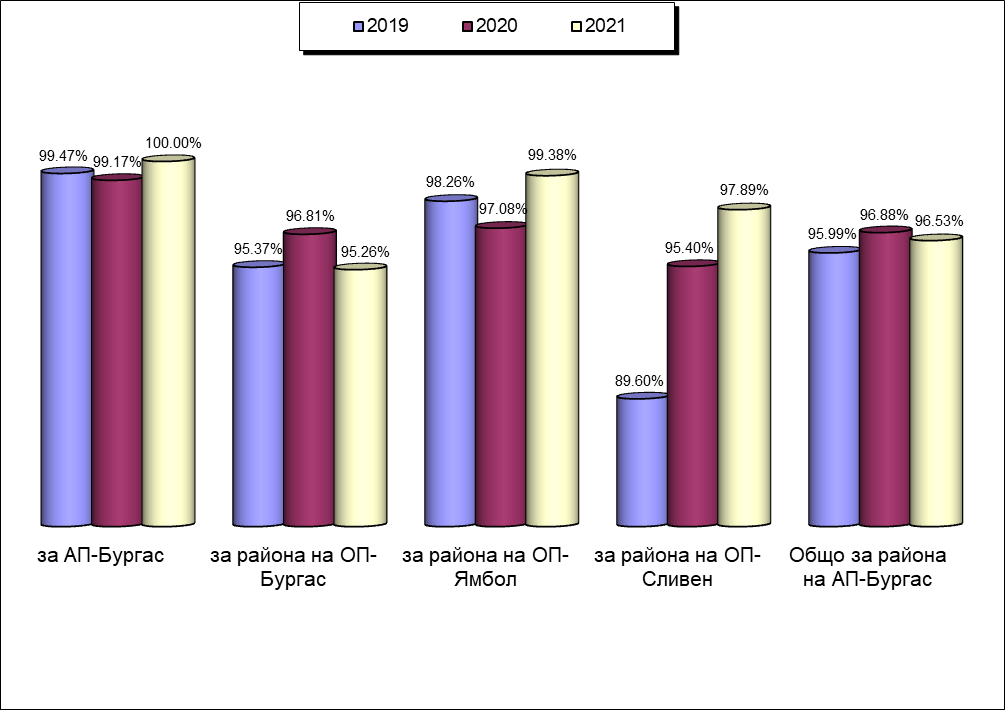 2019 2020 2021
99.47% 99.17% 100.00%
95.37% 96.81% 95.26%
98.26% 97.08% 99.38%
89.60% 95.40% 97.89%
95.99% 96.88% 96.53%
за АП-Бургас
за района на ОП-
Бургас
за района на ОП-
Ямбол
за района на ОП-
Сливен
Общо за района
на АП-Бургас